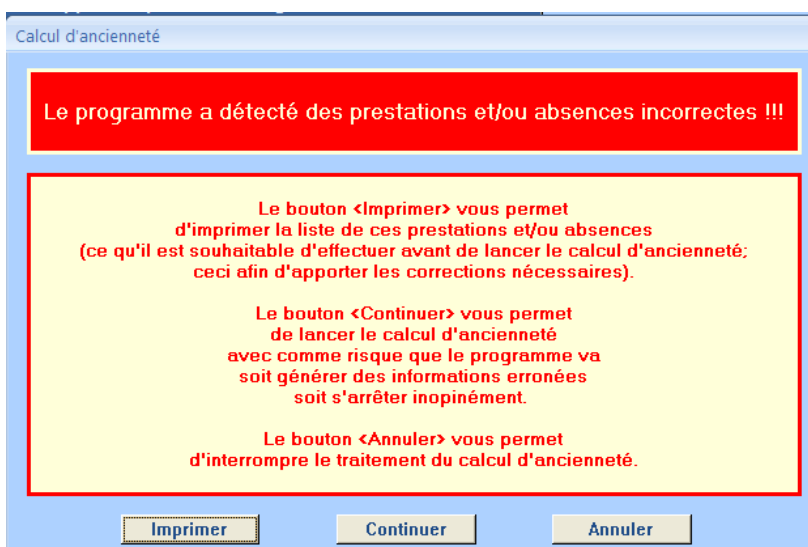 Calcul d'ancienneté
Le programme a détecté des prestations et/ou absences incorrectes !!!
Le bouton <Imprimer> vous permet
d'imprimer la liste de ces prestations et/ou absences
(ce qu'il est souhaitable d'effectuer avant de lancer le calcul d'ancienneté;
ceci afin d'apporter les corrections nécessaires).
Le bouton <Continuer> vous permet
de lancer le calcul d'ancienneté
avec comme risque que le programme va
soit générer des informations erronées
soit s'arrêter inopinément.
Le bouton <Annuler> vous permet
d'interrompre le traitement du calcul d'ancienneté.
Imprimer Continuer Annuler